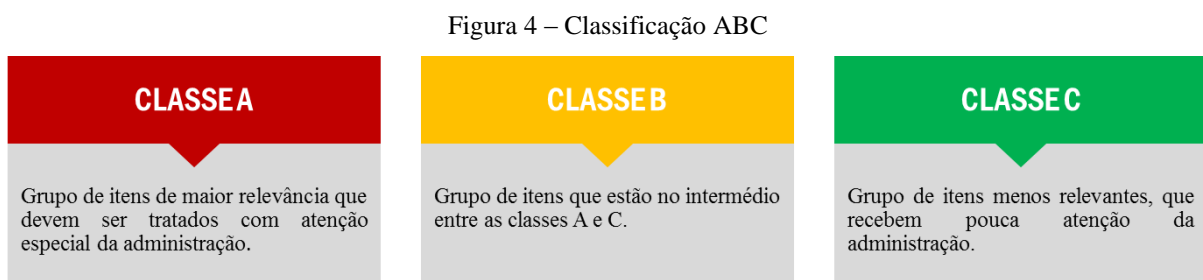 Figura 4 – Classificação ABC
CLASSE A
Grupo de itens de maior relevância que
devem ser tratados com atenção
especial da administração.
CLASSE B
Grupo de itens que estão no intermédio
entre as classes A e C.
CLASSE C
Grupo de itens menos relevantes, que
recebem pouca atenção da
administração.